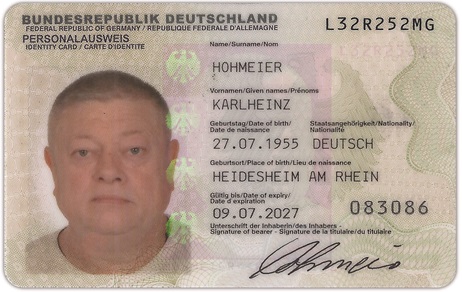 BUNDESREPUBLIK DEUTSCHLAND
FEDERAL REPUBLIC OF GERMANY / REPUBLIQUE FEDERALE D'ALLEMAGNE
PERSONALAUSWEIS
IDENTITY CARD / CARTE D'IDENTITÉ
L32R252MG
Name/Surname/Nom
HOHMEIER
Vornamen/Given names/Prénoms
KARLHEINZ
Geburtstag/Date of birth/ Staatsangehörigkeit/Nationality/
Date de naissance Nationalité
27.07.1955 DEUTSCH
Geburtsort/Place of birth/Lieu de naissance
HEIDESHEIM AM RHEIN
Gültig bis/Date of expiry/
Date d expiration
09.07.2027 083086
Unterschrift der Inhaberin/des Inhabers -
Signature of bearer - Signature de la titulaire/du titulaire
Hohmeier